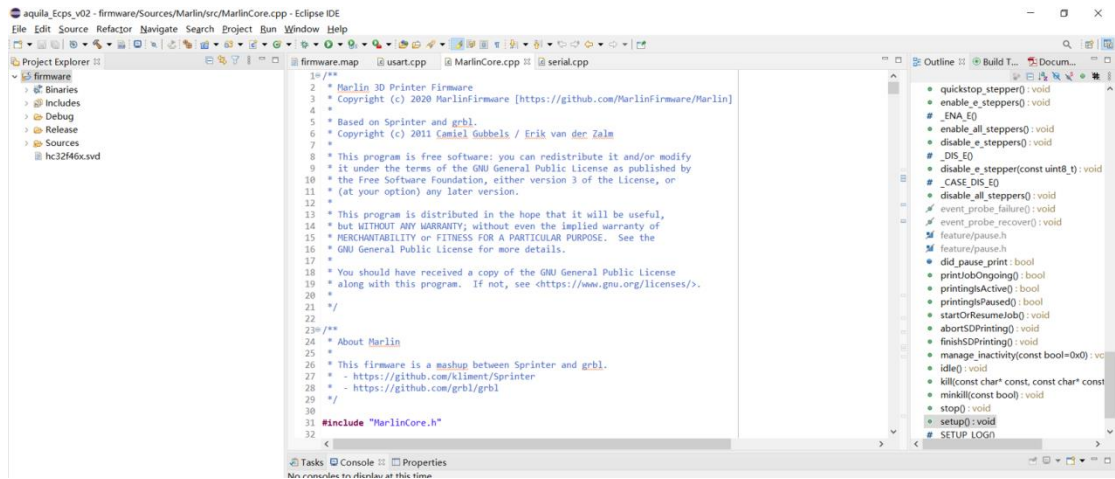 aquila_Ecps_v02 - firmware/Sources/Marlin/src/MarlinCore.cpp - Eclipse IDE
File Edit Source Refactor Navigate Search Project Run Window Help
Project Explorer
firmware
Binaries
Includes
Debug
Release
Sources
hc32f46x.svd
firmware.map usart.cpp MarlinCore.cpp serial.cpp
1 /**
2 * Marlin 3D Printer Firmware
3 * Copyright (c) 2020 MarlinFirmware [https://github.com/MarlinFirmware/Marlin]
4 *
5 * Based on Sprinter and grbl.
6 * Copyright (c) 2011 Camiel Gubbels / Erik van der Zalm
7 *
8 * This program is free software: you can redistribute it and/or modify
9 * it under the terms of the GNU General Public License as published by
10 * the Free Software Foundation, either version 3 of the License, or
11 * (at your option) any later version.
12 *
13 * This program is distributed in the hope that it will be useful,
14 * but WITHOUT ANY WARRANTY; without even the implied warranty of
15 * MERCHANTABILITY or FITNESS FOR A PARTICULAR PURPOSE. See the
16 * GNU General Public License for more details.
17 *
18 * You should have received a copy of the GNU General Public License
19 * along with this program. If not, see <https://www.gnu.org/licenses/>.
20 *
21 */
22
23 /**
24 * About Marlin
25 *
26 * This firmware is a mashup between Sprinter and grbl.
27 * - https://github.com/kliment/Sprinter
28 * - https://github.com/grbl/grbl
29 */
30
31 #include "MarlinCore.h"
32
Outline Build T... Docum...
quickstop_stepper() : void
enable_e_steppers() : void
# _ENA_E()
enable_all_steppers() : void
disable_e_steppers() : void
# _DIS_E()
disable_e_stepper(const uint8_t) : void
# _CASE_DIS_E()
disable_all_steppers() : void
event_probe_failure() : void
event_probe_recover() : void
feature/pause.h
feature/pause.h
did_pause_print : bool
printJobOngoing() : bool
printingIsActive() : bool
printingIsPaused() : bool
startOrResumeJob() : void
abortSDPrinting() : void
finishSDPrinting() : void
manage_inactivity(const bool=0x0) : vo
idle() : void
kill(const char* const, const char* const
minkill(const bool) : void
stop() : void
setup() : void
# SETUP_LOG()
Tasks Console Properties
No consoles to display at this time.